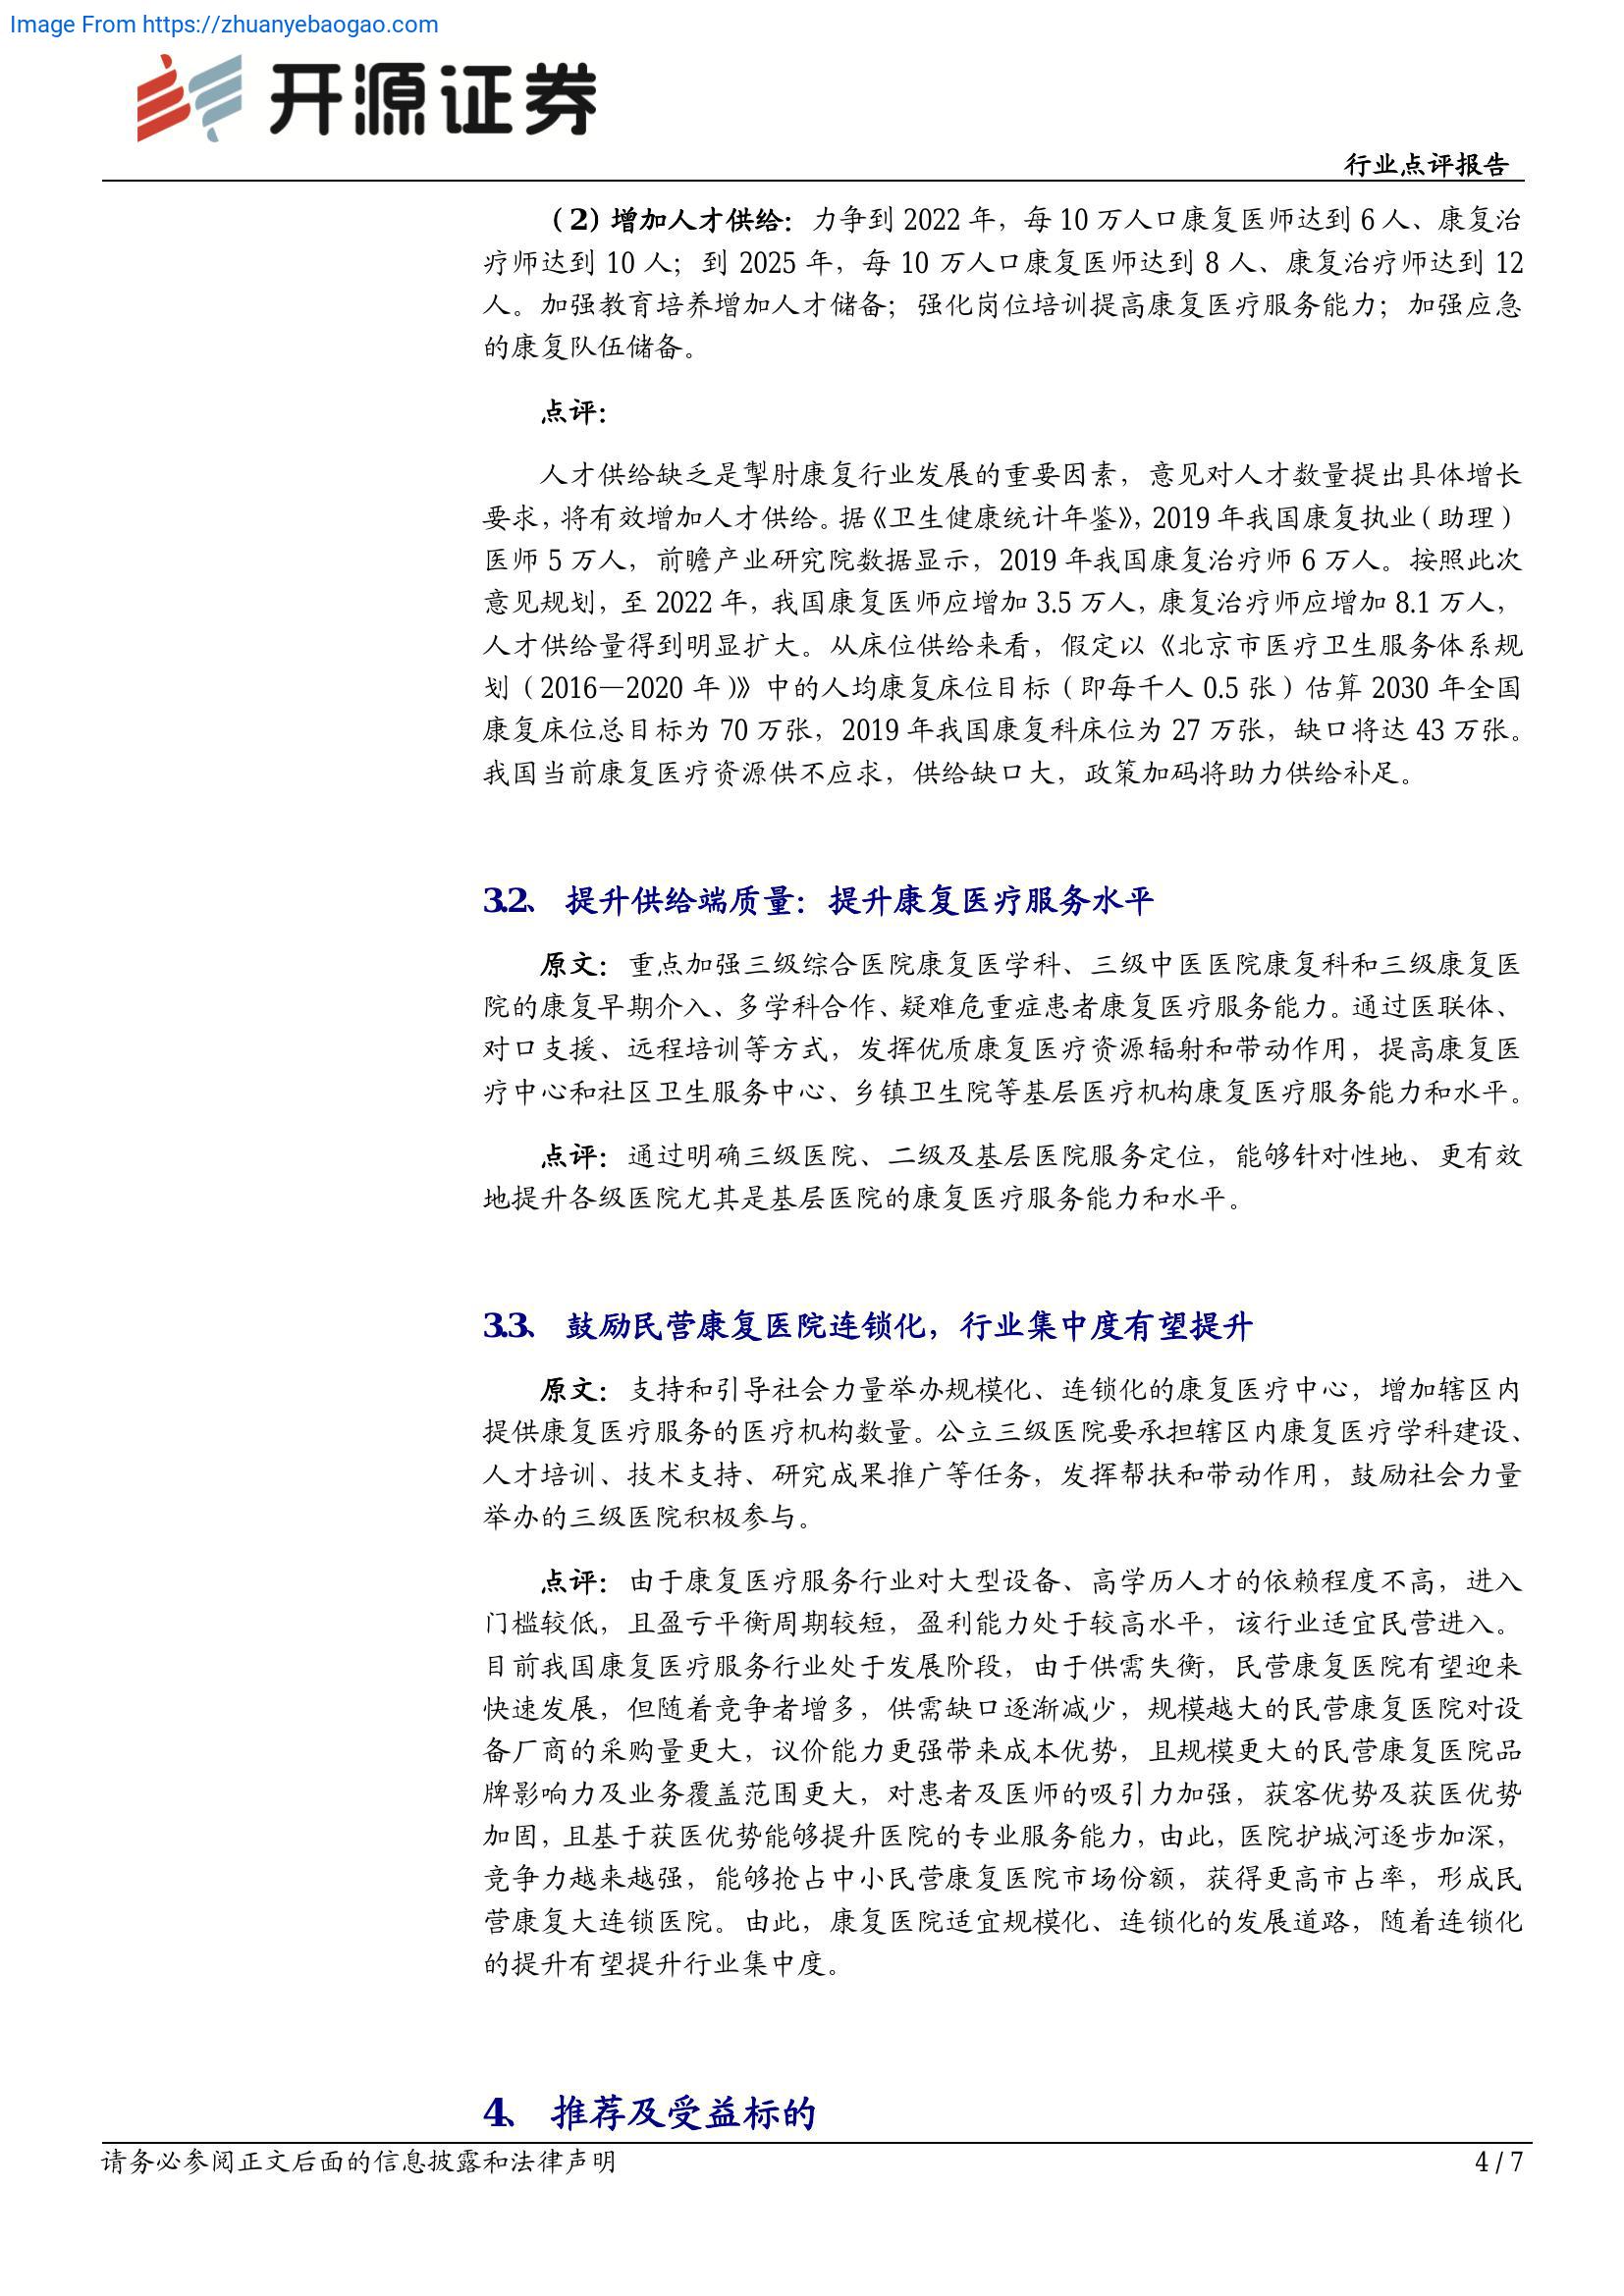 Image From https://zhuanyebaogao.com
开源证券
行业点评报告
（2）增加人才供给：力争到 2022 年，每 10 万人口康复医师达到 6 人、康复治
疗师达到 10 人；到 2025 年，每 10 万人口康复医师达到 8 人、康复治疗师达到 12
人。加强教育培养增加人才储备；强化岗位培训提高康复医疗服务能力；加强应急
的康复队伍储备。
点评：
人才供给缺乏是掣肘康复行业发展的重要因素，意见对人才数量提出具体增长
要求，将有效增加人才供给。据《卫生健康统计年鉴》，2019 年我国康复执业（助理）
医师 5 万人，前瞻产业研究院数据显示，2019 年我国康复治疗师 6 万人。按照此次
意见规划，至 2022 年，我国康复医师应增加 3.5 万人，康复治疗师应增加 8.1 万人，
人才供给量得到明显扩大。从床位供给来看，假定以《北京市医疗卫生服务体系规
划（2016—2020 年）》中的人均康复床位目标（即每千人 0.5 张）估算 2030 年全国
康复床位总目标为 70 万张，2019 年我国康复科床位为 27 万张，缺口将达 43 万张。
我国当前康复医疗资源供不应求，供给缺口大，政策加码将助力供给补足。
3.2、 提升供给端质量：提升康复医疗服务水平
原文：重点加强三级综合医院康复医学科、三级中医医院康复科和三级康复医
院的康复早期介入、多学科合作、疑难危重症患者康复医疗服务能力。通过医联体、
对口支援、远程培训等方式，发挥优质康复医疗资源辐射和带动作用，提高康复医
疗中心和社区卫生服务中心、乡镇卫生院等基层医疗机构康复医疗服务能力和水平。
点评：通过明确三级医院、二级及基层医院服务定位，能够针对性地、更有效
地提升各级医院尤其是基层医院的康复医疗服务能力和水平。
3.3、 鼓励民营康复医院连锁化，行业集中度有望提升
原文：支持和引导社会力量举办规模化、连锁化的康复医疗中心，增加辖区内
提供康复医疗服务的医疗机构数量。公立三级医院要承担辖区内康复医疗学科建设、
人才培训、技术支持、研究成果推广等任务，发挥帮扶和带动作用，鼓励社会力量
举办的三级医院积极参与。
点评：由于康复医疗服务行业对大型设备、高学历人才的依赖程度不高，进入
门槛较低，且盈亏平衡周期较短，盈利能力处于较高水平，该行业适宜民营进入。
目前我国康复医疗服务行业处于发展阶段，由于供需失衡，民营康复医院有望迎来
快速发展，但随着竞争者增多，供需缺口逐渐减少，规模越大的民营康复医院对设
备厂商的采购量更大，议价能力更强带来成本优势，且规模更大的民营康复医院品
牌影响力及业务覆盖范围更大，对患者及医师的吸引力加强，获客优势及获医优势
加固，且基于获医优势能够提升医院的专业服务能力，由此，医院护城河逐步加深，
竞争力越来越强，能够抢占中小民营康复医院市场份额，获得更高市占率，形成民
营康复大连锁医院。由此，康复医院适宜规模化、连锁化的发展道路，随着连锁化
的提升有望提升行业集中度。
4、 推荐及受益标的
请务必参阅正文后面的信息披露和法律声明
4 / 7